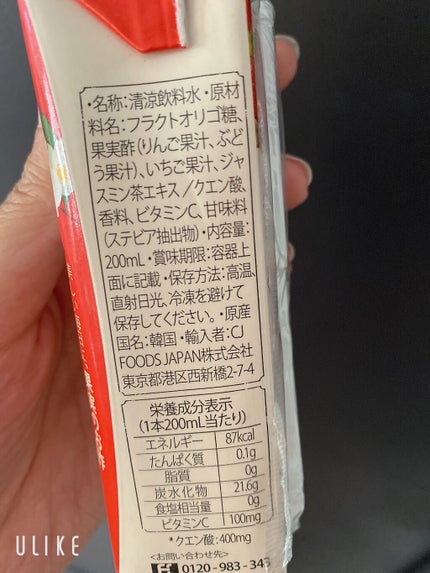 ・名称:清涼飲料水・原材
料名:フラクトオリゴ糖、
果実酢(りんご果汁、ぶど
う果汁)、いちご果汁、ジャ
スミン茶エキス/クエン酸、
香料、ビタミンC、甘味料
(ステビア抽出物)・内容量:
200mL・賞味期限:容器上
面に記載・保存方法:高温、
直射日光、冷凍を避けて
保存してください。・原産
国名:韓国・輸入者:CJ
FOODS JAPAN株式会社
東京都港区西新橋2-7-4
栄養成分表示
(1本200mL当たり)
エネルギー 87kcal
たんぱく質 0.1g
脂質 0g
炭水化物 21.6g
食塩相当量 0g
ビタミンC 100mg
*クエン酸:400mg
<お問い合わせ先>
0120-983-343
ULIKE